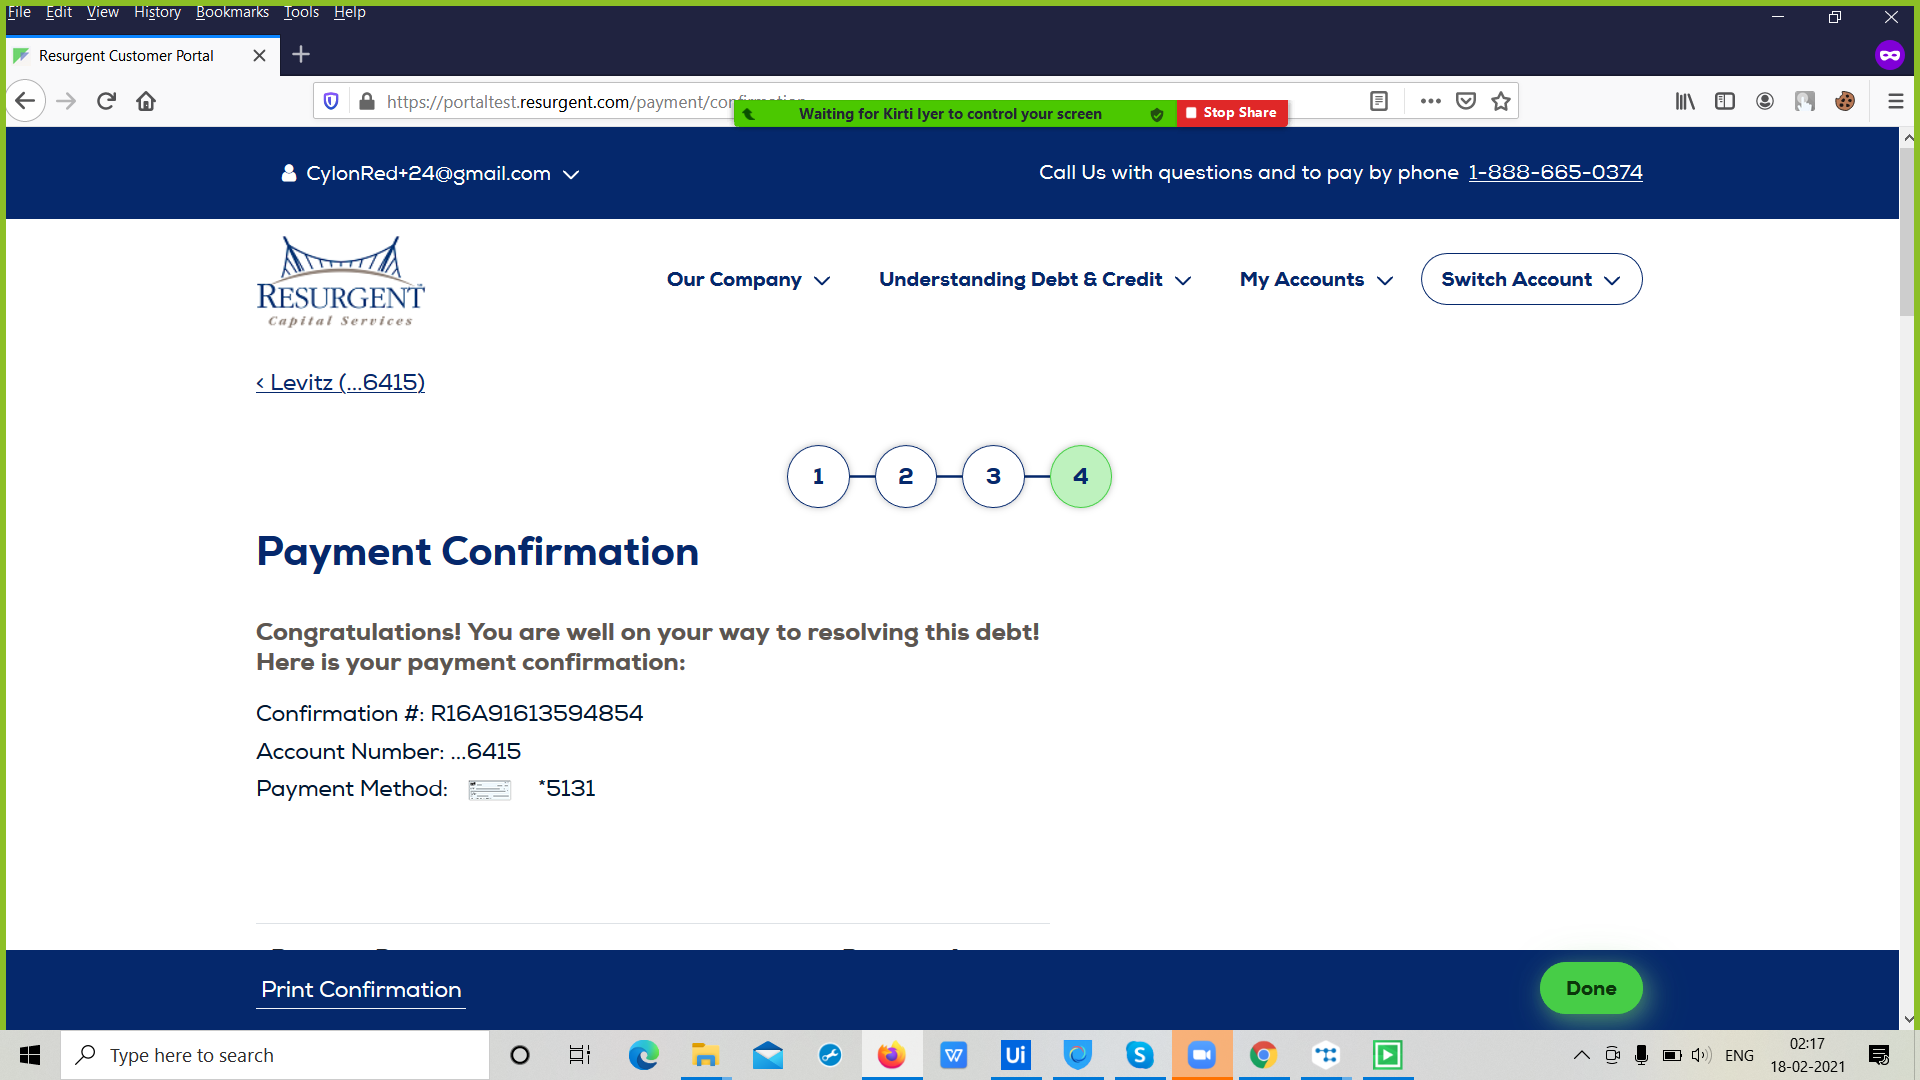 File Edit View History Bookmarks Tools Help
Resurgent Customer Portal
https://portaltest.resurgent.com/payment/confirmation
Waiting for Kirti Iyer to control your screen
Stop Share
CylonRed+24@gmail.com
Call Us with questions and to pay by phone 1-888-665-0374
RESURGENT
Capital Services
Our Company
Understanding Debt & Credit
My Accounts
Switch Account
< Levitz (...6415)
1 2 3 4
Payment Confirmation
Congratulations! You are well on your way to resolving this debt!
Here is your payment confirmation:
Confirmation #: R16A91613594854
Account Number: ...6415
Payment Method: *5131
Print Confirmation
Done
Type here to search
W
Ui
S
ENG
02:17
18-02-2021